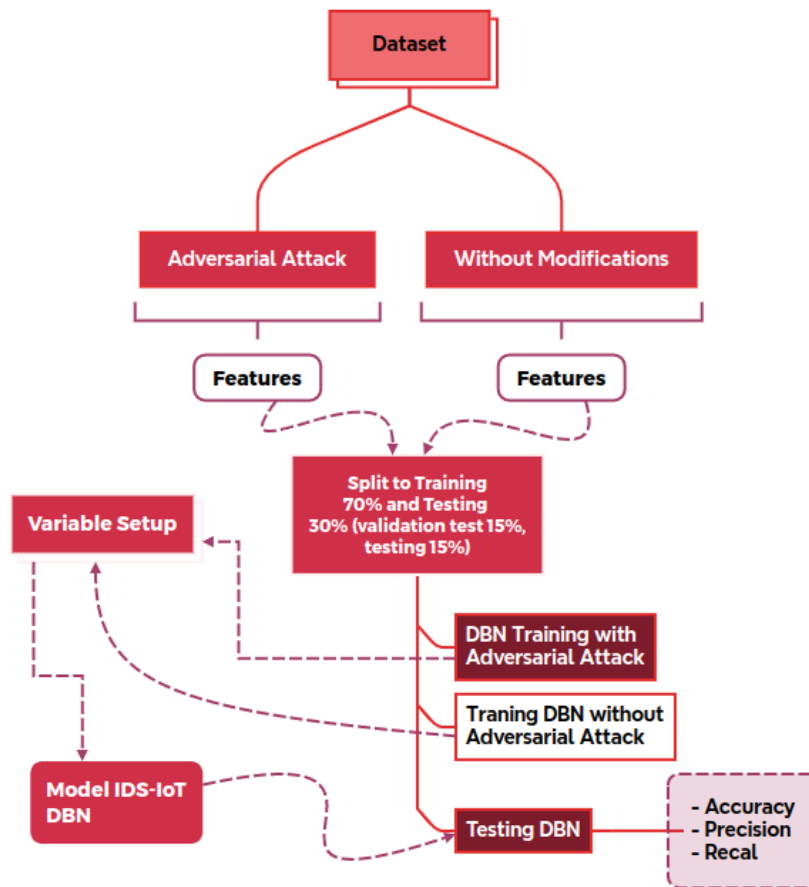 Dataset
Adversarial Attack
Without Modifications
Features
Features
Split to Training
70% and Testing
30% (validation test 15%,
testing 15%)
Variable Setup
DBN Training with
Adversarial Attack
Traning DBN without
Adversarial Attack
Model IDS-IoT
DBN
Testing DBN
- Accuracy
- Precision
- Recal